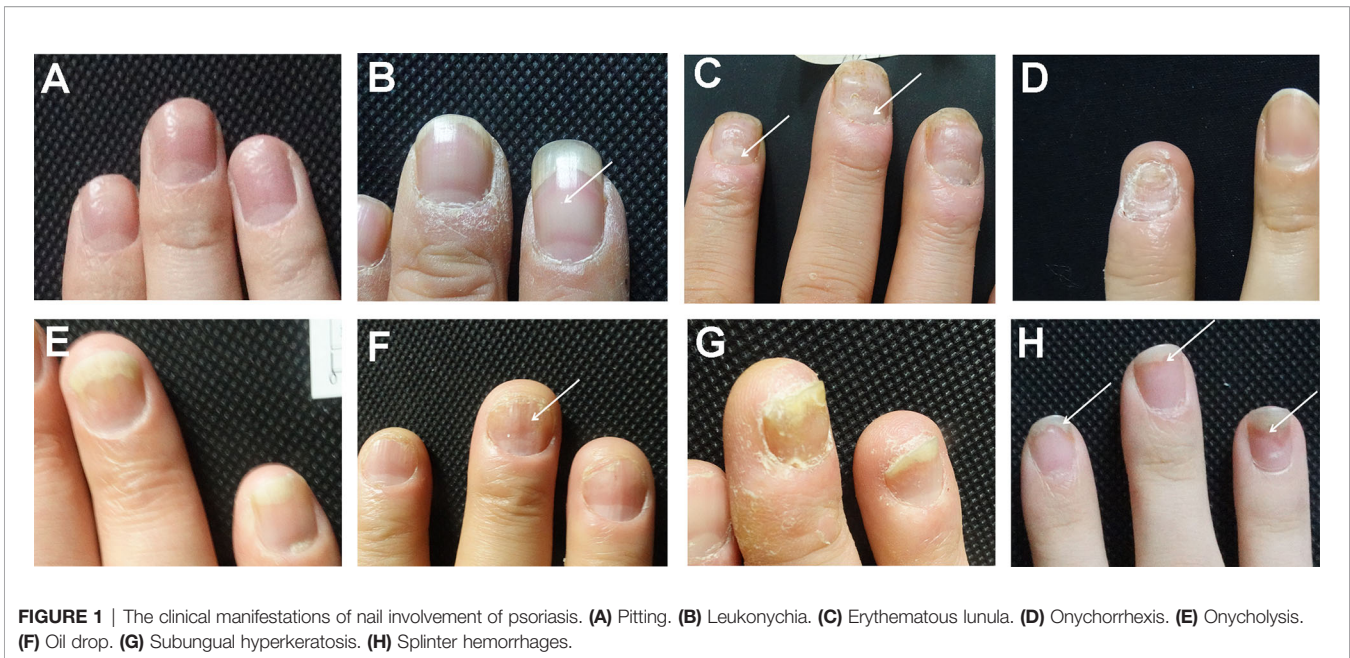 A
B
C
D
E
F
G
H
FIGURE 1 | The clinical manifestations of nail involvement of psoriasis. (A) Pitting. (B) Leukonychia. (C) Erythematous lunula. (D) Onychorrhexis. (E) Onycholysis.
(F) Oil drop. (G) Subungual hyperkeratosis. (H) Splinter hemorrhages.